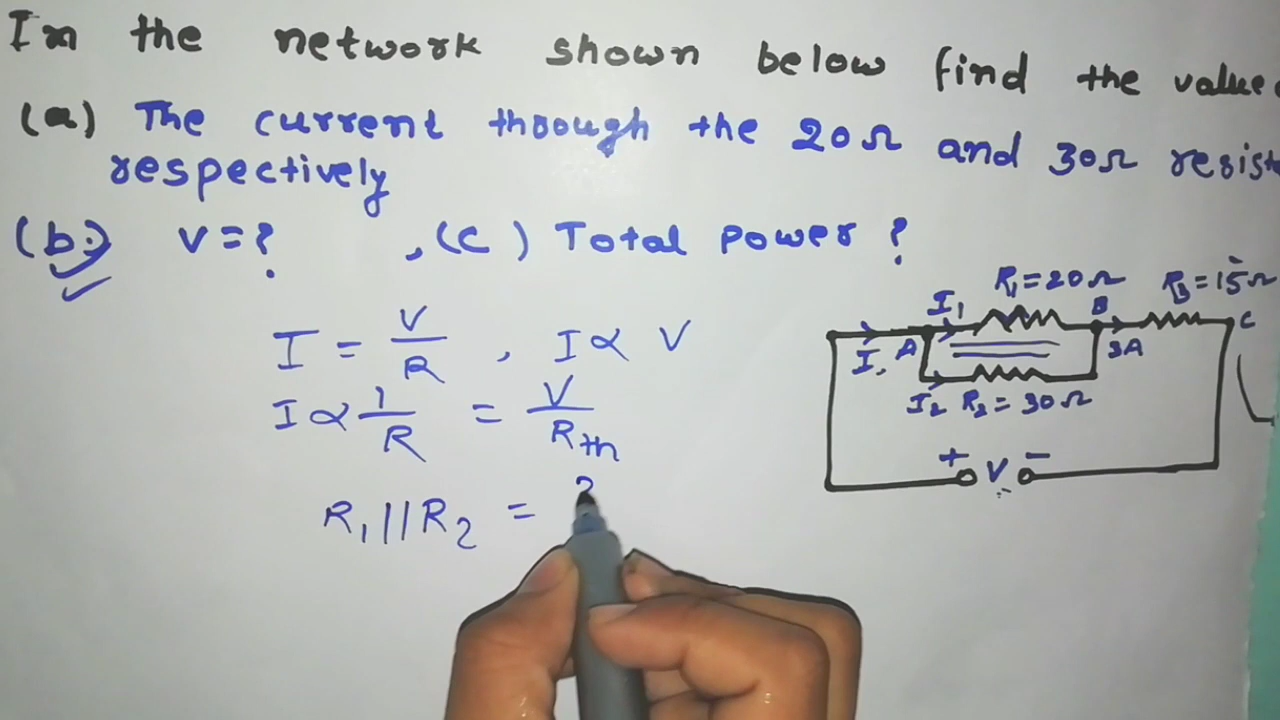 In the network shown below find the value
(a) The current through the 20Ω and 30Ω resist
respectively
(b) V = ? , (C) Total power ?
I = V/R , I ∝ V
I ∝ 1/R = V/Rth
R1 || R2 =
R1 = 20Ω R3 = 15Ω
I1 B C
I A 3A
I2 R2 = 30Ω
+ V −